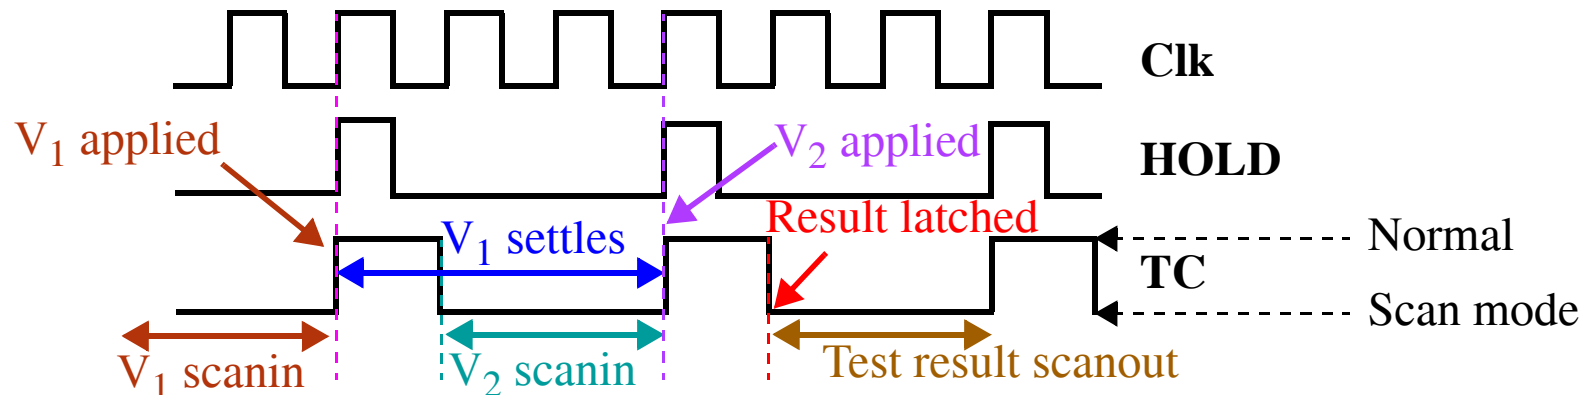 Clk
V1 applied
V2 applied
HOLD
Result latched
V1 settles
Normal
TC
Scan mode
V1 scanin
V2 scanin
Test result scanout